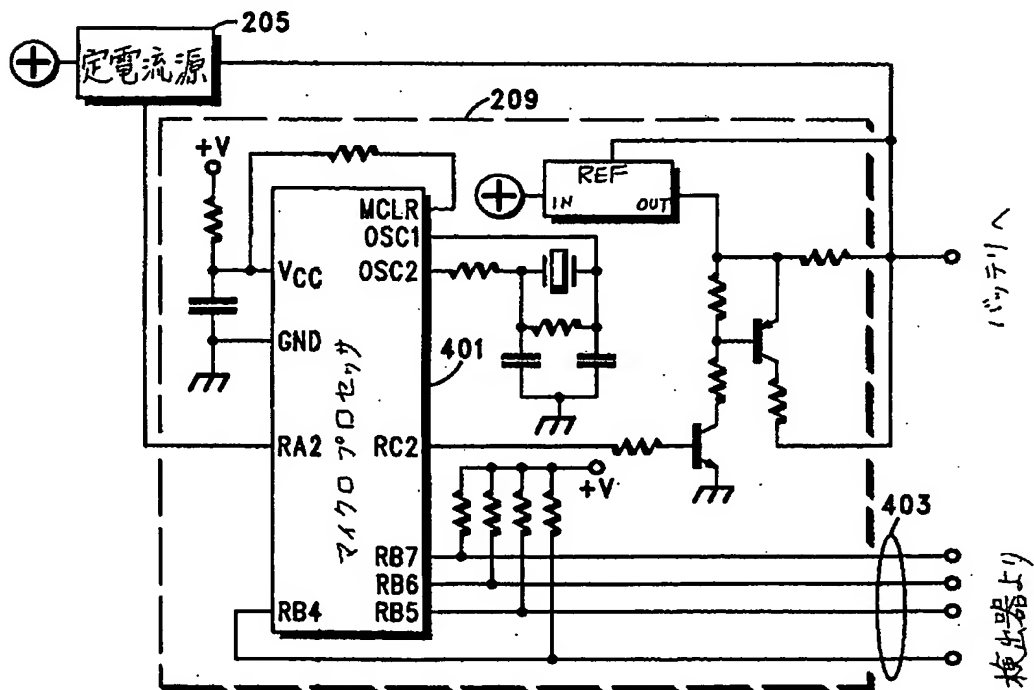 205
定電流源
209
+V
REF
IN
OUT
MCLR
OSC1
OSC2
VCC
GND
401
マイクロプロセッサ
RA2
RC2
+V
403
RB7
RB6
RB5
RB4
バッテリへ
検出器より